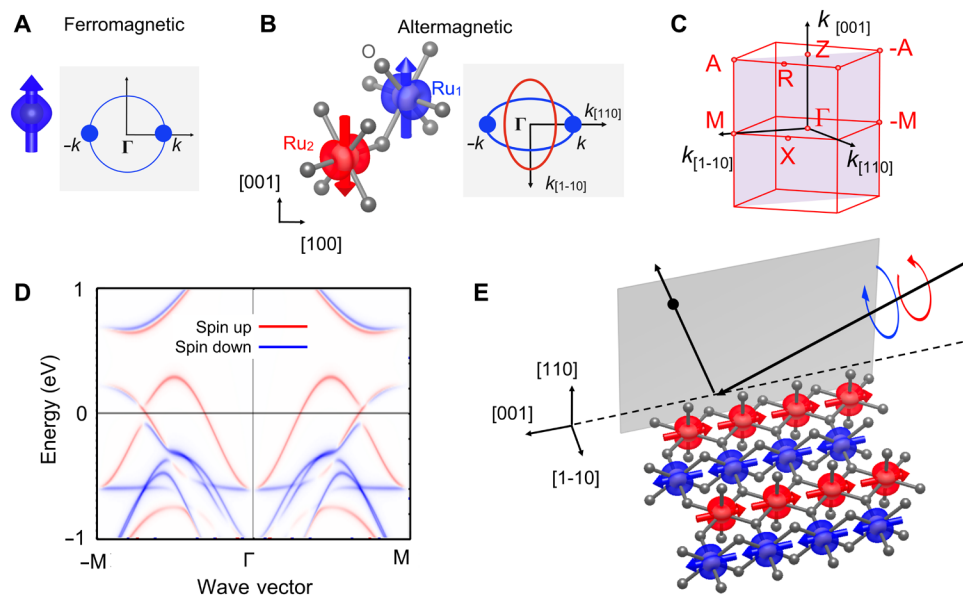 A Ferromagnetic
-k
Γ
k
B Altermagnetic
O
Ru₁
Ru₂
[001]
[100]
k[110]
-k
Γ
k
k[1-10]
C
k[001]
Z
-A
A
R
M
Γ
-M
X
k[1-10]
k[110]
D
1
Spin up
Spin down
Energy (eV)
0
−1
−M
Γ
M
Wave vector
E
[110]
[001]
[1-10]